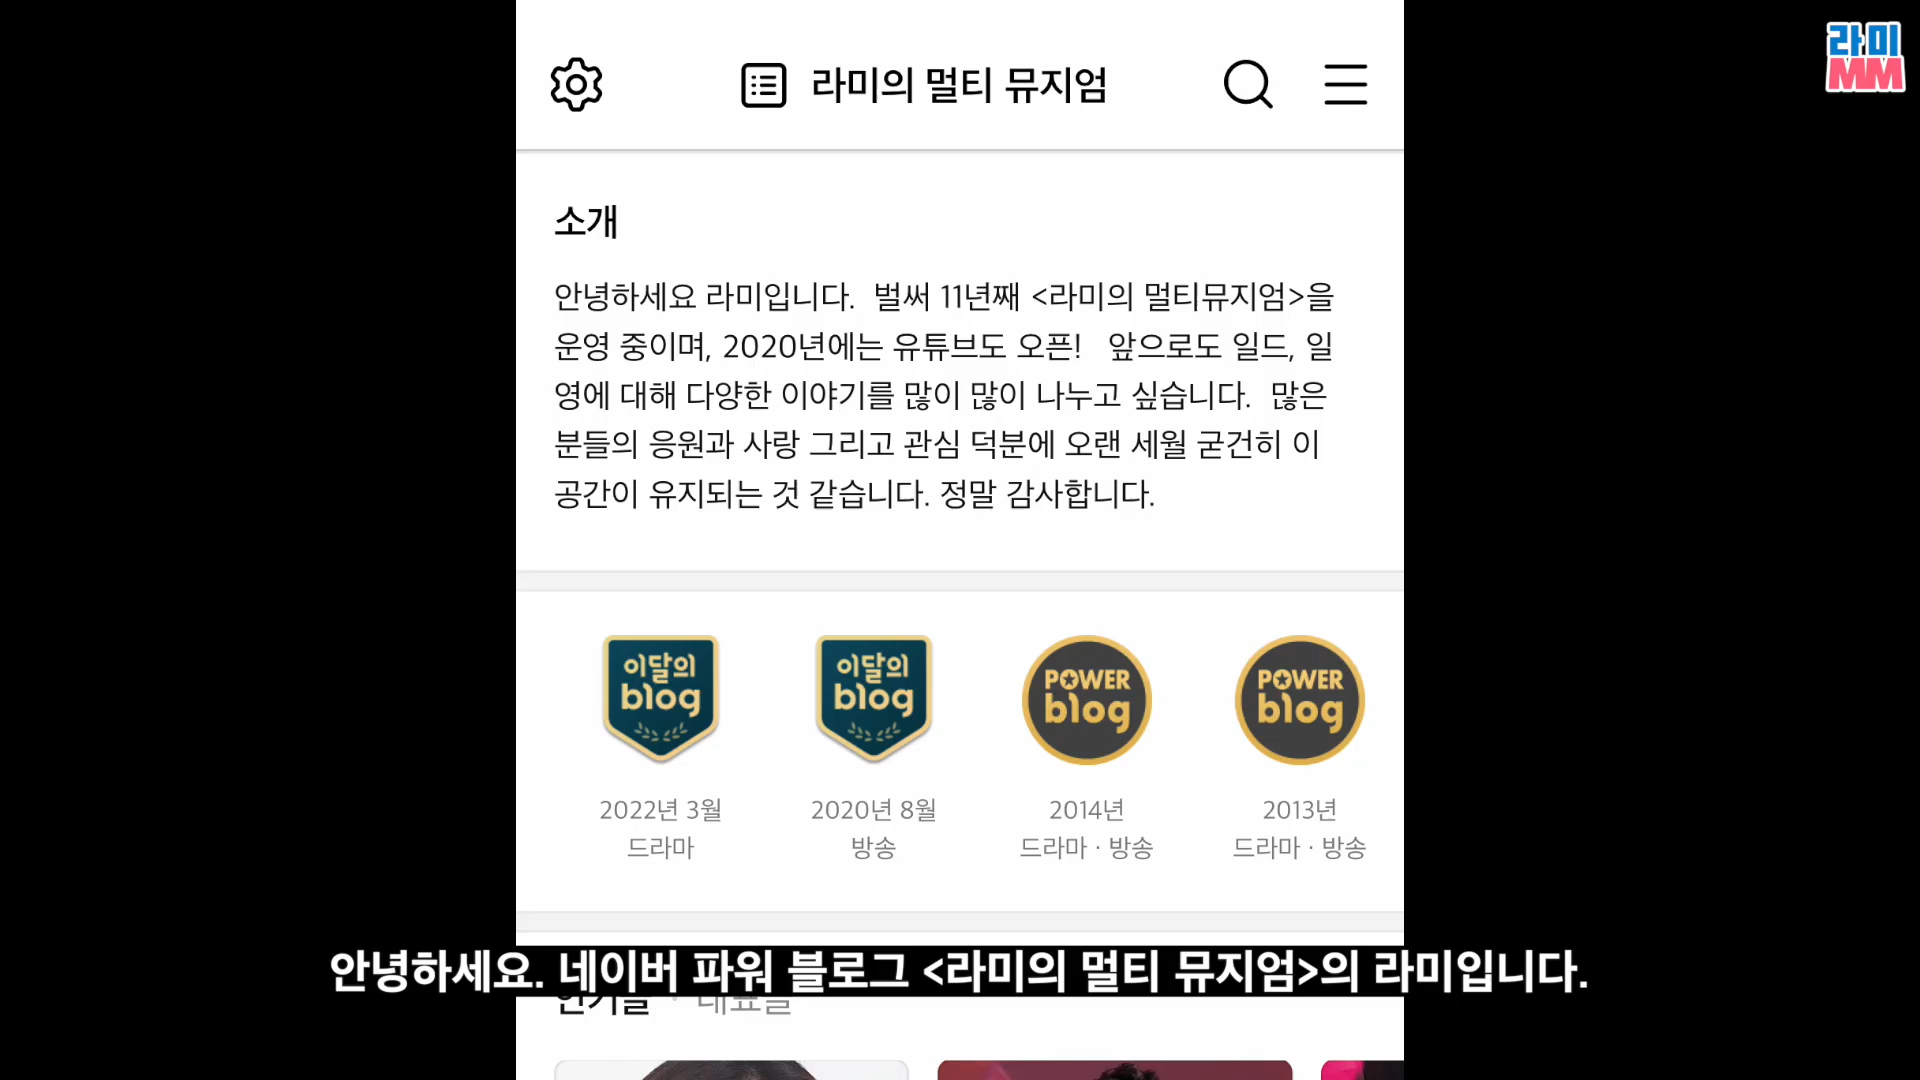 라미의 멀티 뮤지엄
라미
MM
소개
안녕하세요 라미입니다. 벌써 11년째 <라미의 멀티뮤지엄>을
운영 중이며, 2020년에는 유튜브도 오픈! 앞으로도 일드, 일
영에 대해 다양한 이야기를 많이 많이 나누고 싶습니다. 많은
분들의 응원과 사랑 그리고 관심 덕분에 오랜 세월 굳건히 이
공간이 유지되는 것 같습니다. 정말 감사합니다.
이달의
blog
2022년 3월
드라마
이달의
blog
2020년 8월
방송
POWER
blog
2014년
드라마 · 방송
POWER
blog
2013년
드라마 · 방송
안녕하세요. 네이버 파워 블로그 <라미의 멀티 뮤지엄>의 라미입니다.
인기글 · 대표글